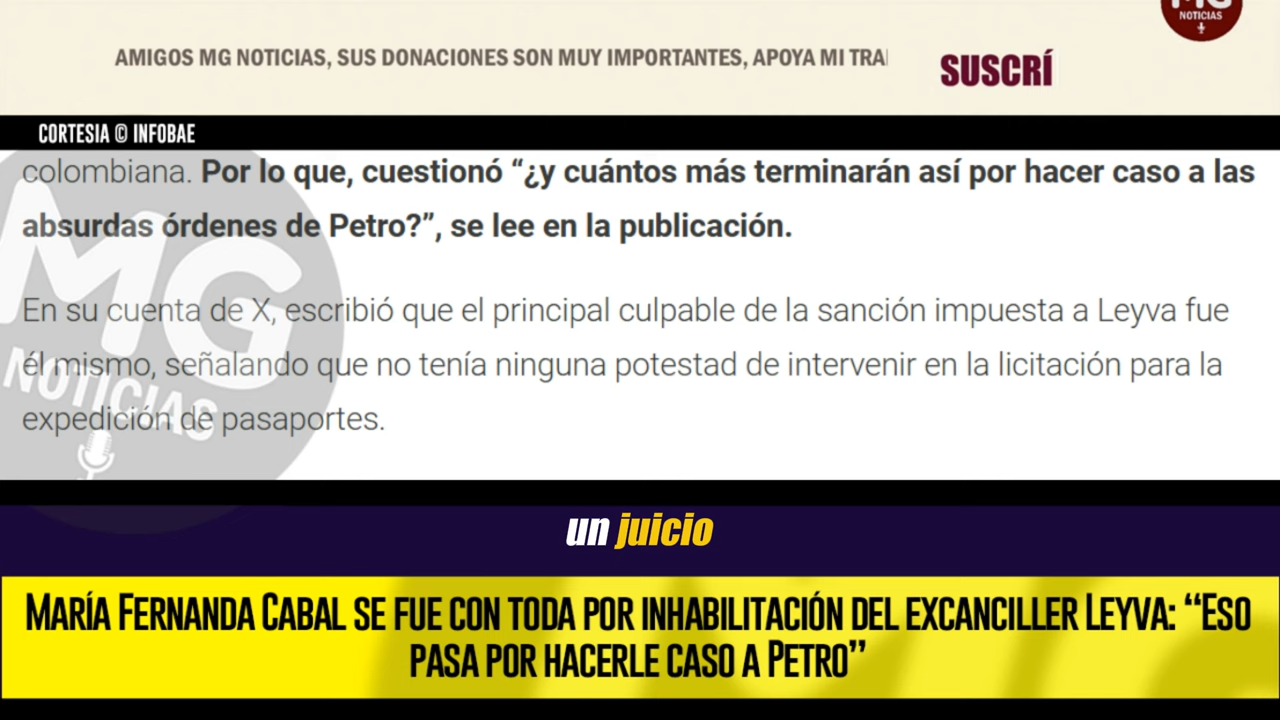 MG
NOTICIAS
AMIGOS MG NOTICIAS, SUS DONACIONES SON MUY IMPORTANTES, APOYA MI TRA
SUSCRÍ
CORTESIA © INFOBAE
colombiana. Por lo que, cuestionó “¿y cuántos más terminarán así por hacer caso a las
absurdas órdenes de Petro?”, se lee en la publicación.
En su cuenta de X, escribió que el principal culpable de la sanción impuesta a Leyva fue
él mismo, señalando que no tenía ninguna potestad de intervenir en la licitación para la
expedición de pasaportes.
MG
NOTICIAS
un juicio
MARÍA FERNANDA CABAL SE FUE CON TODA POR INHABILITACIÓN DEL EXCANCILLER LEYVA: “ESO
PASA POR HACERLE CASO A PETRO”